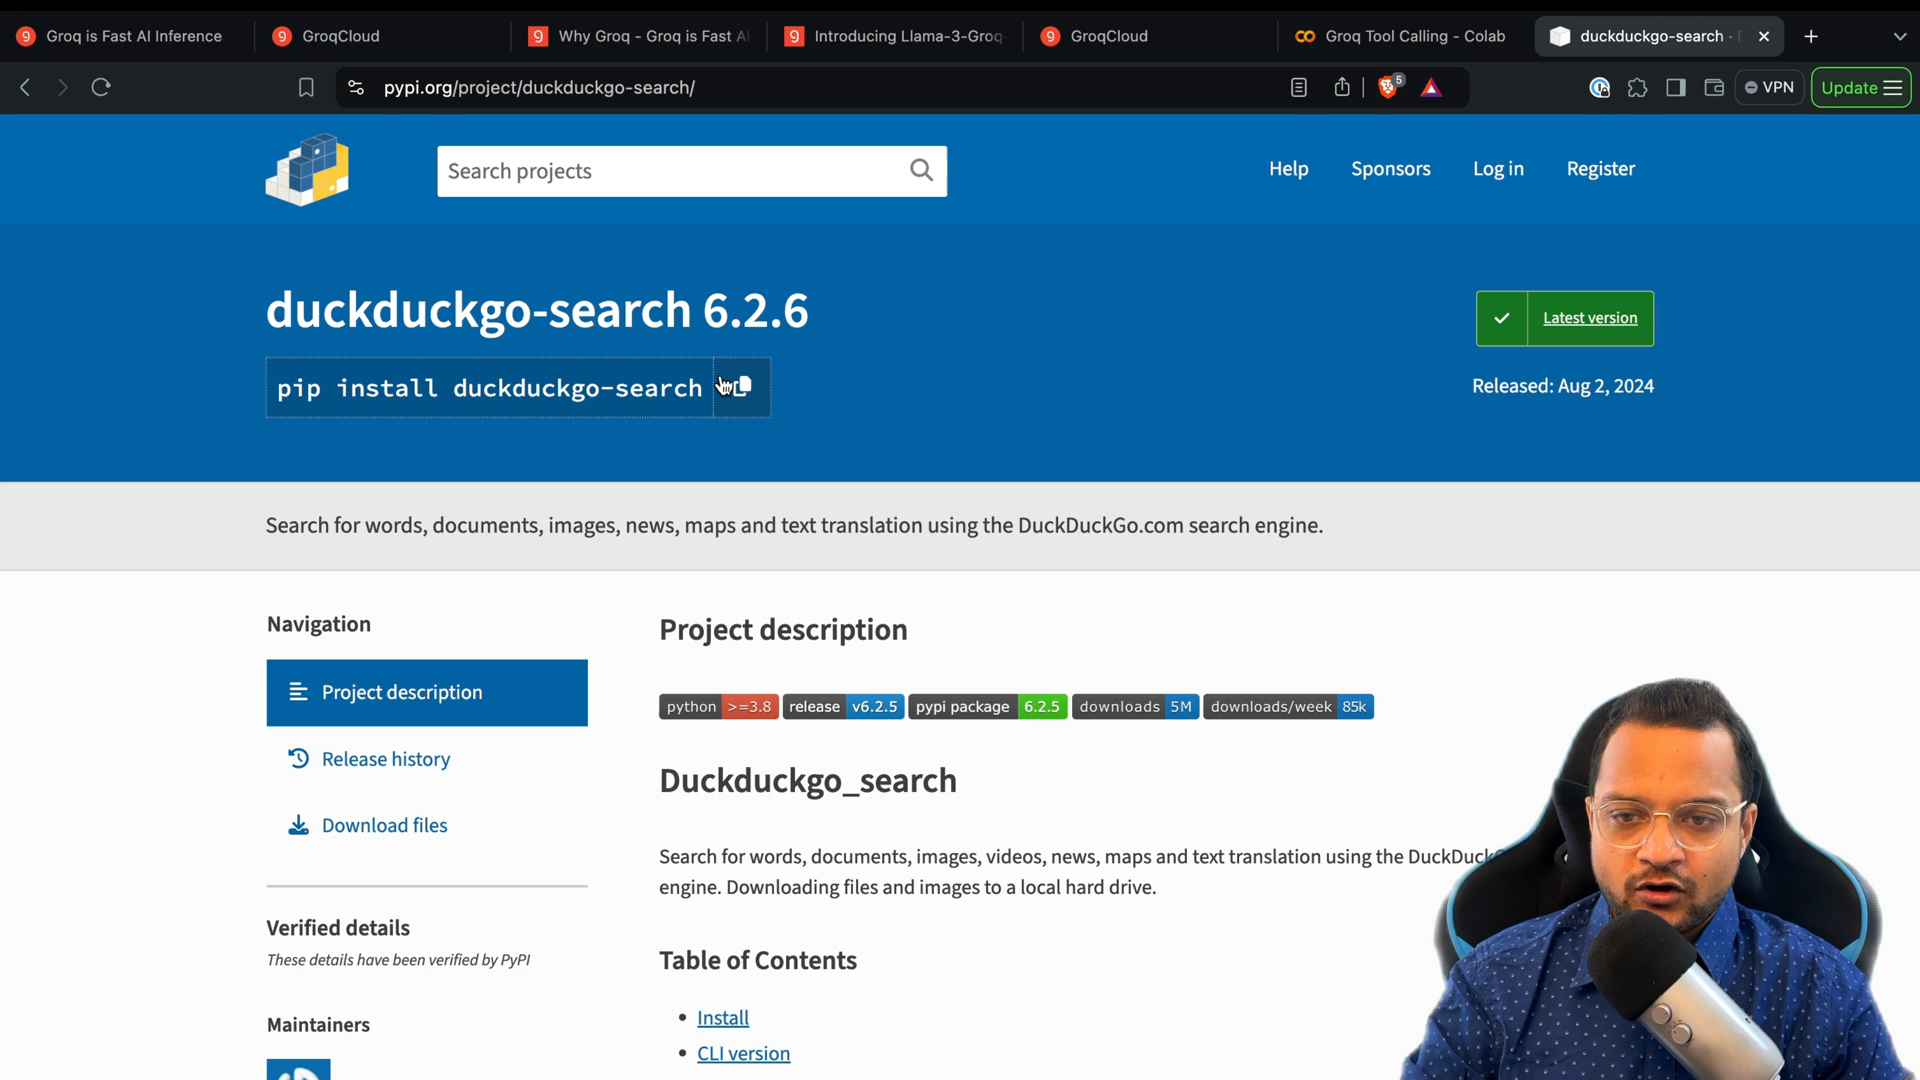 Groq is Fast AI Inference
GroqCloud
Why Groq - Groq is Fast AI
Introducing Llama-3-Groq-
GroqCloud
Groq Tool Calling - Colab
duckduckgo-search ·
pypi.org/project/duckduckgo-search/
5
VPN
Update
Search projects
Help
Sponsors
Log in
Register
duckduckgo-search 6.2.6
pip install duckduckgo-search
Latest version
Released: Aug 2, 2024
Search for words, documents, images, news, maps and text translation using the DuckDuckGo.com search engine.
Navigation
Project description
Release history
Download files
Verified details
These details have been verified by PyPI
Maintainers
Project description
python >=3.8 release v6.2.5 pypi package 6.2.5 downloads 5M downloads/week 85k
Duckduckgo_search
Search for words, documents, images, videos, news, maps and text translation using the DuckDuck
engine. Downloading files and images to a local hard drive.
Table of Contents
Install
CLI version